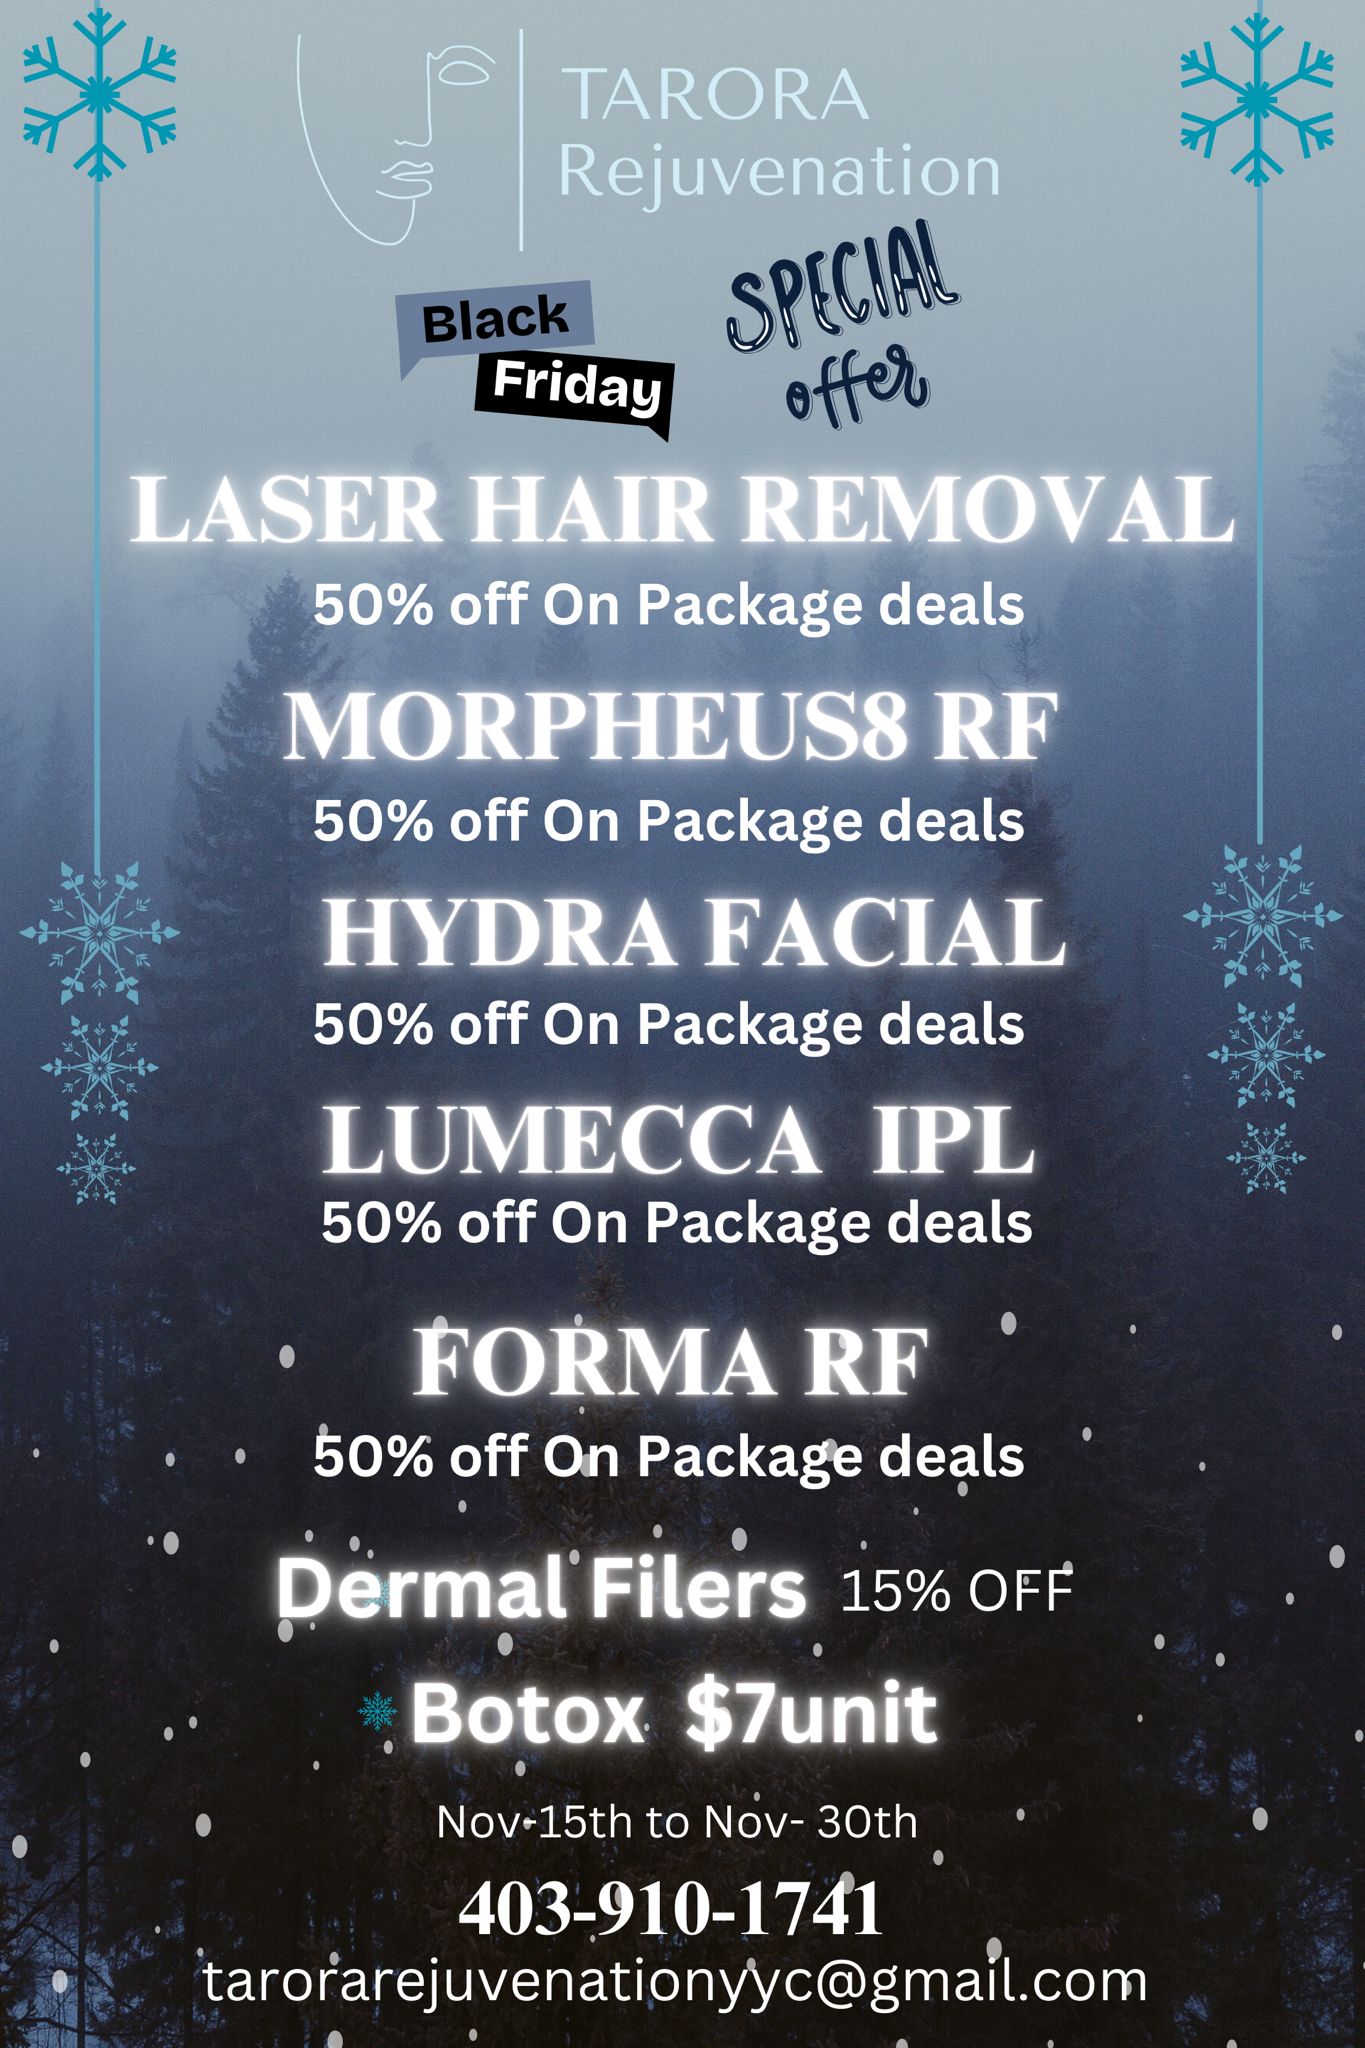 TARORA
Rejuvenation
Black
Friday
SPECIAL
offer
LASER HAIR REMOVAL
50% off On Package deals
MORPHEUS8 RF
50% off On Package deals
HYDRA FACIAL
50% off On Package deals
LUMECCA IPL
50% off On Package deals
FORMA RF
50% off On Package deals
Dermal Filers 15% OFF
Botox $7unit
Nov-15th to Nov- 30th
403-910-1741
tarorarejuvenationyyc@gmail.com